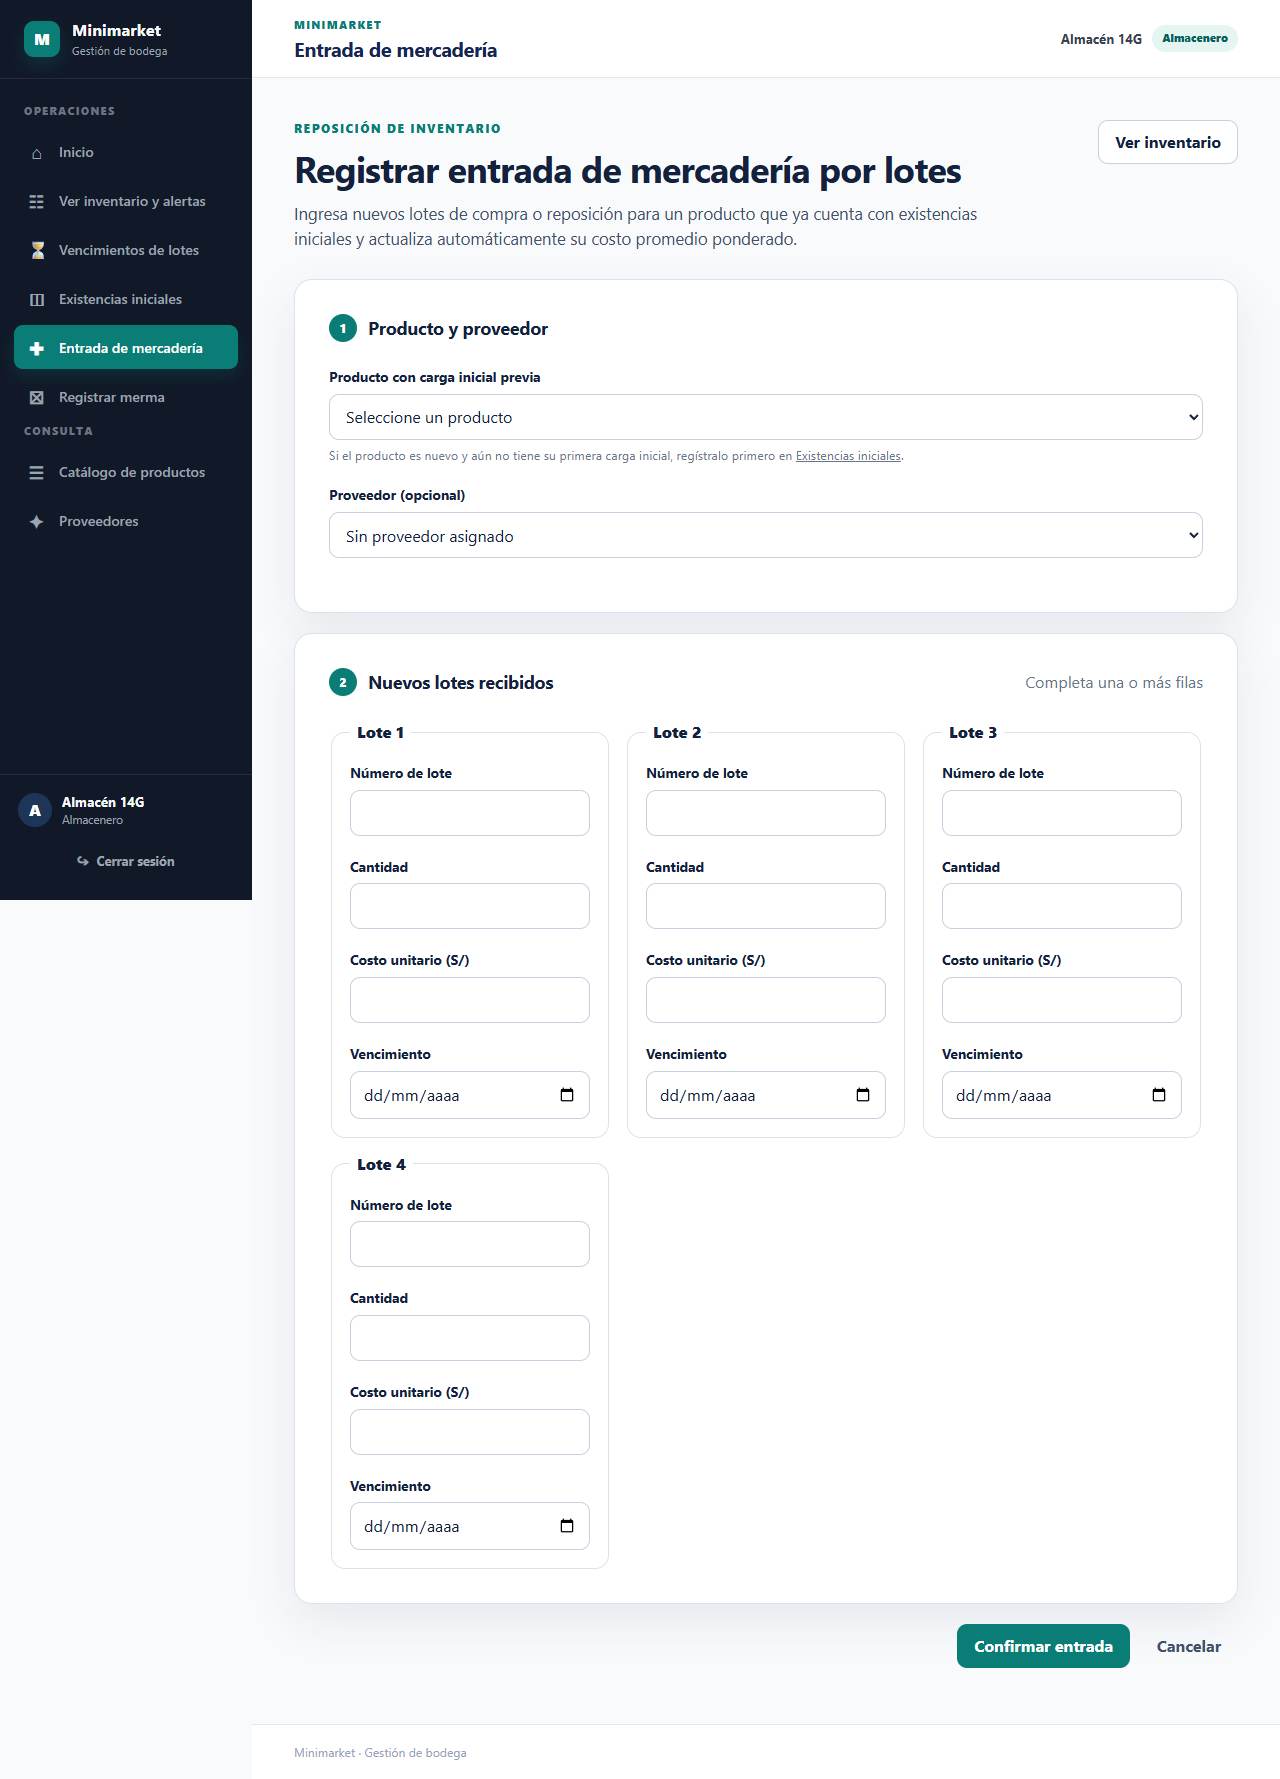 M
Minimarket
Gestión de bodega
OPERACIONES
Inicio
Ver inventario y alertas
Vencimientos de lotes
Existencias iniciales
Entrada de mercadería
Registrar merma
CONSULTA
Catálogo de productos
Proveedores
A
Almacén 14G
Almacenero
Cerrar sesión
MINIMARKET
Entrada de mercadería
Almacén 14G
Almacenero
REPOSICIÓN DE INVENTARIO
Ver inventario
Registrar entrada de mercadería por lotes
Ingresa nuevos lotes de compra o reposición para un producto que ya cuenta con existencias
iniciales y actualiza automáticamente su costo promedio ponderado.
1
Producto y proveedor
Producto con carga inicial previa
Seleccione un producto
Si el producto es nuevo y aún no tiene su primera carga inicial, regístralo primero en Existencias iniciales.
Proveedor (opcional)
Sin proveedor asignado
2
Nuevos lotes recibidos
Completa una o más filas
Lote 1
Número de lote
Cantidad
Costo unitario (S/)
Vencimiento
dd/mm/aaaa
Lote 2
Número de lote
Cantidad
Costo unitario (S/)
Vencimiento
dd/mm/aaaa
Lote 3
Número de lote
Cantidad
Costo unitario (S/)
Vencimiento
dd/mm/aaaa
Lote 4
Número de lote
Cantidad
Costo unitario (S/)
Vencimiento
dd/mm/aaaa
Confirmar entrada
Cancelar
Minimarket · Gestión de bodega